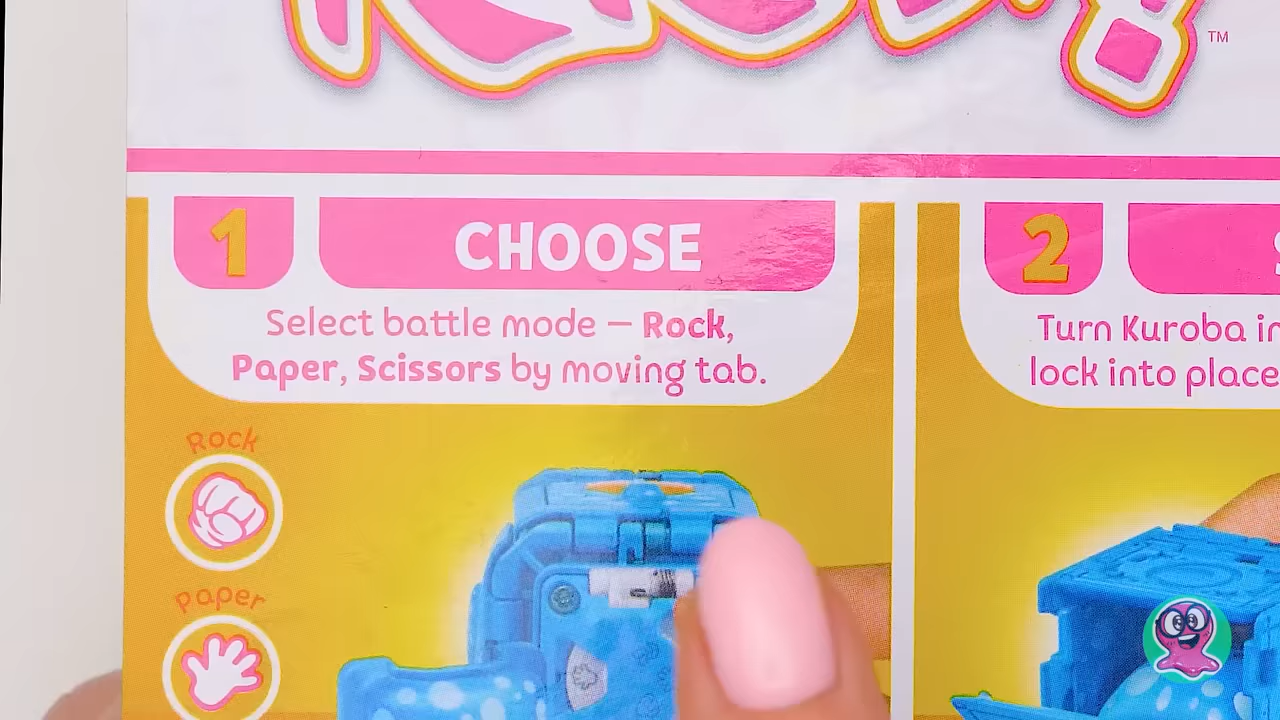 ™
1
CHOOSE
Select battle mode – Rock,
Paper, Scissors by moving tab.
Rock
Paper
2
Turn Kuroba
lock into place